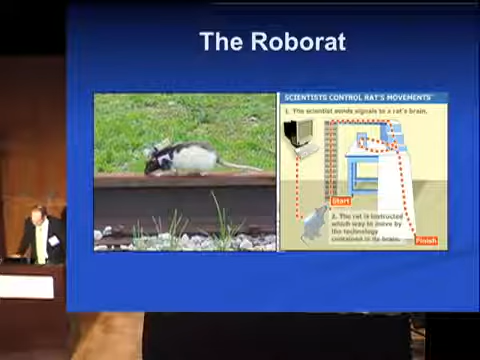 The Roborat
SCIENTISTS CONTROL RAT'S MOVEMENTS
1. The scientist sends signals to a rat's brain.
Start
2. The rat is instructed
which way to move by
the technology
contained in its brain.
Finish